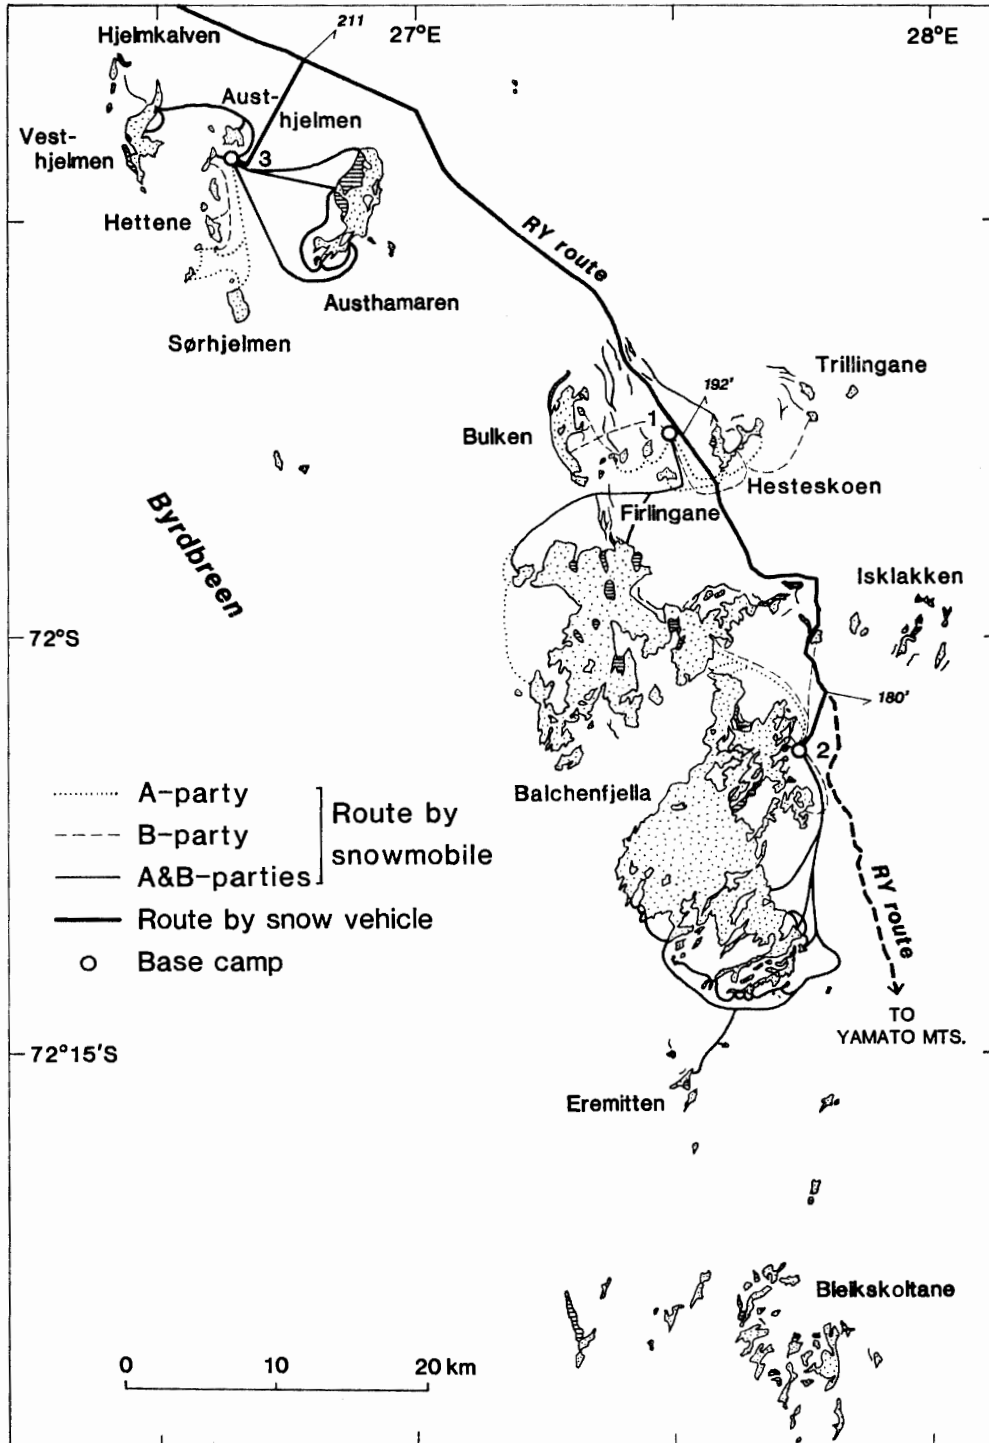 211
27°E
28°E
Hjelmkalven
Aust-
hjelmen
Vest-
hjelmen
3
Hettene
RY route
Austhamaren
Sørhjelmen
Trillingane
192'
1
Bulken
Hesteskoen
Firlingane
Byrdbreen
Isklakken
72°S
180'
2
Balchenfjella
A-party
B-party
A&B-parties
Route by
snowmobile
Route by snow vehicle
Base camp
RY route
TO
YAMATO MTS.
72°15'S
Eremitten
Bleikskoltane
0 10 20 km